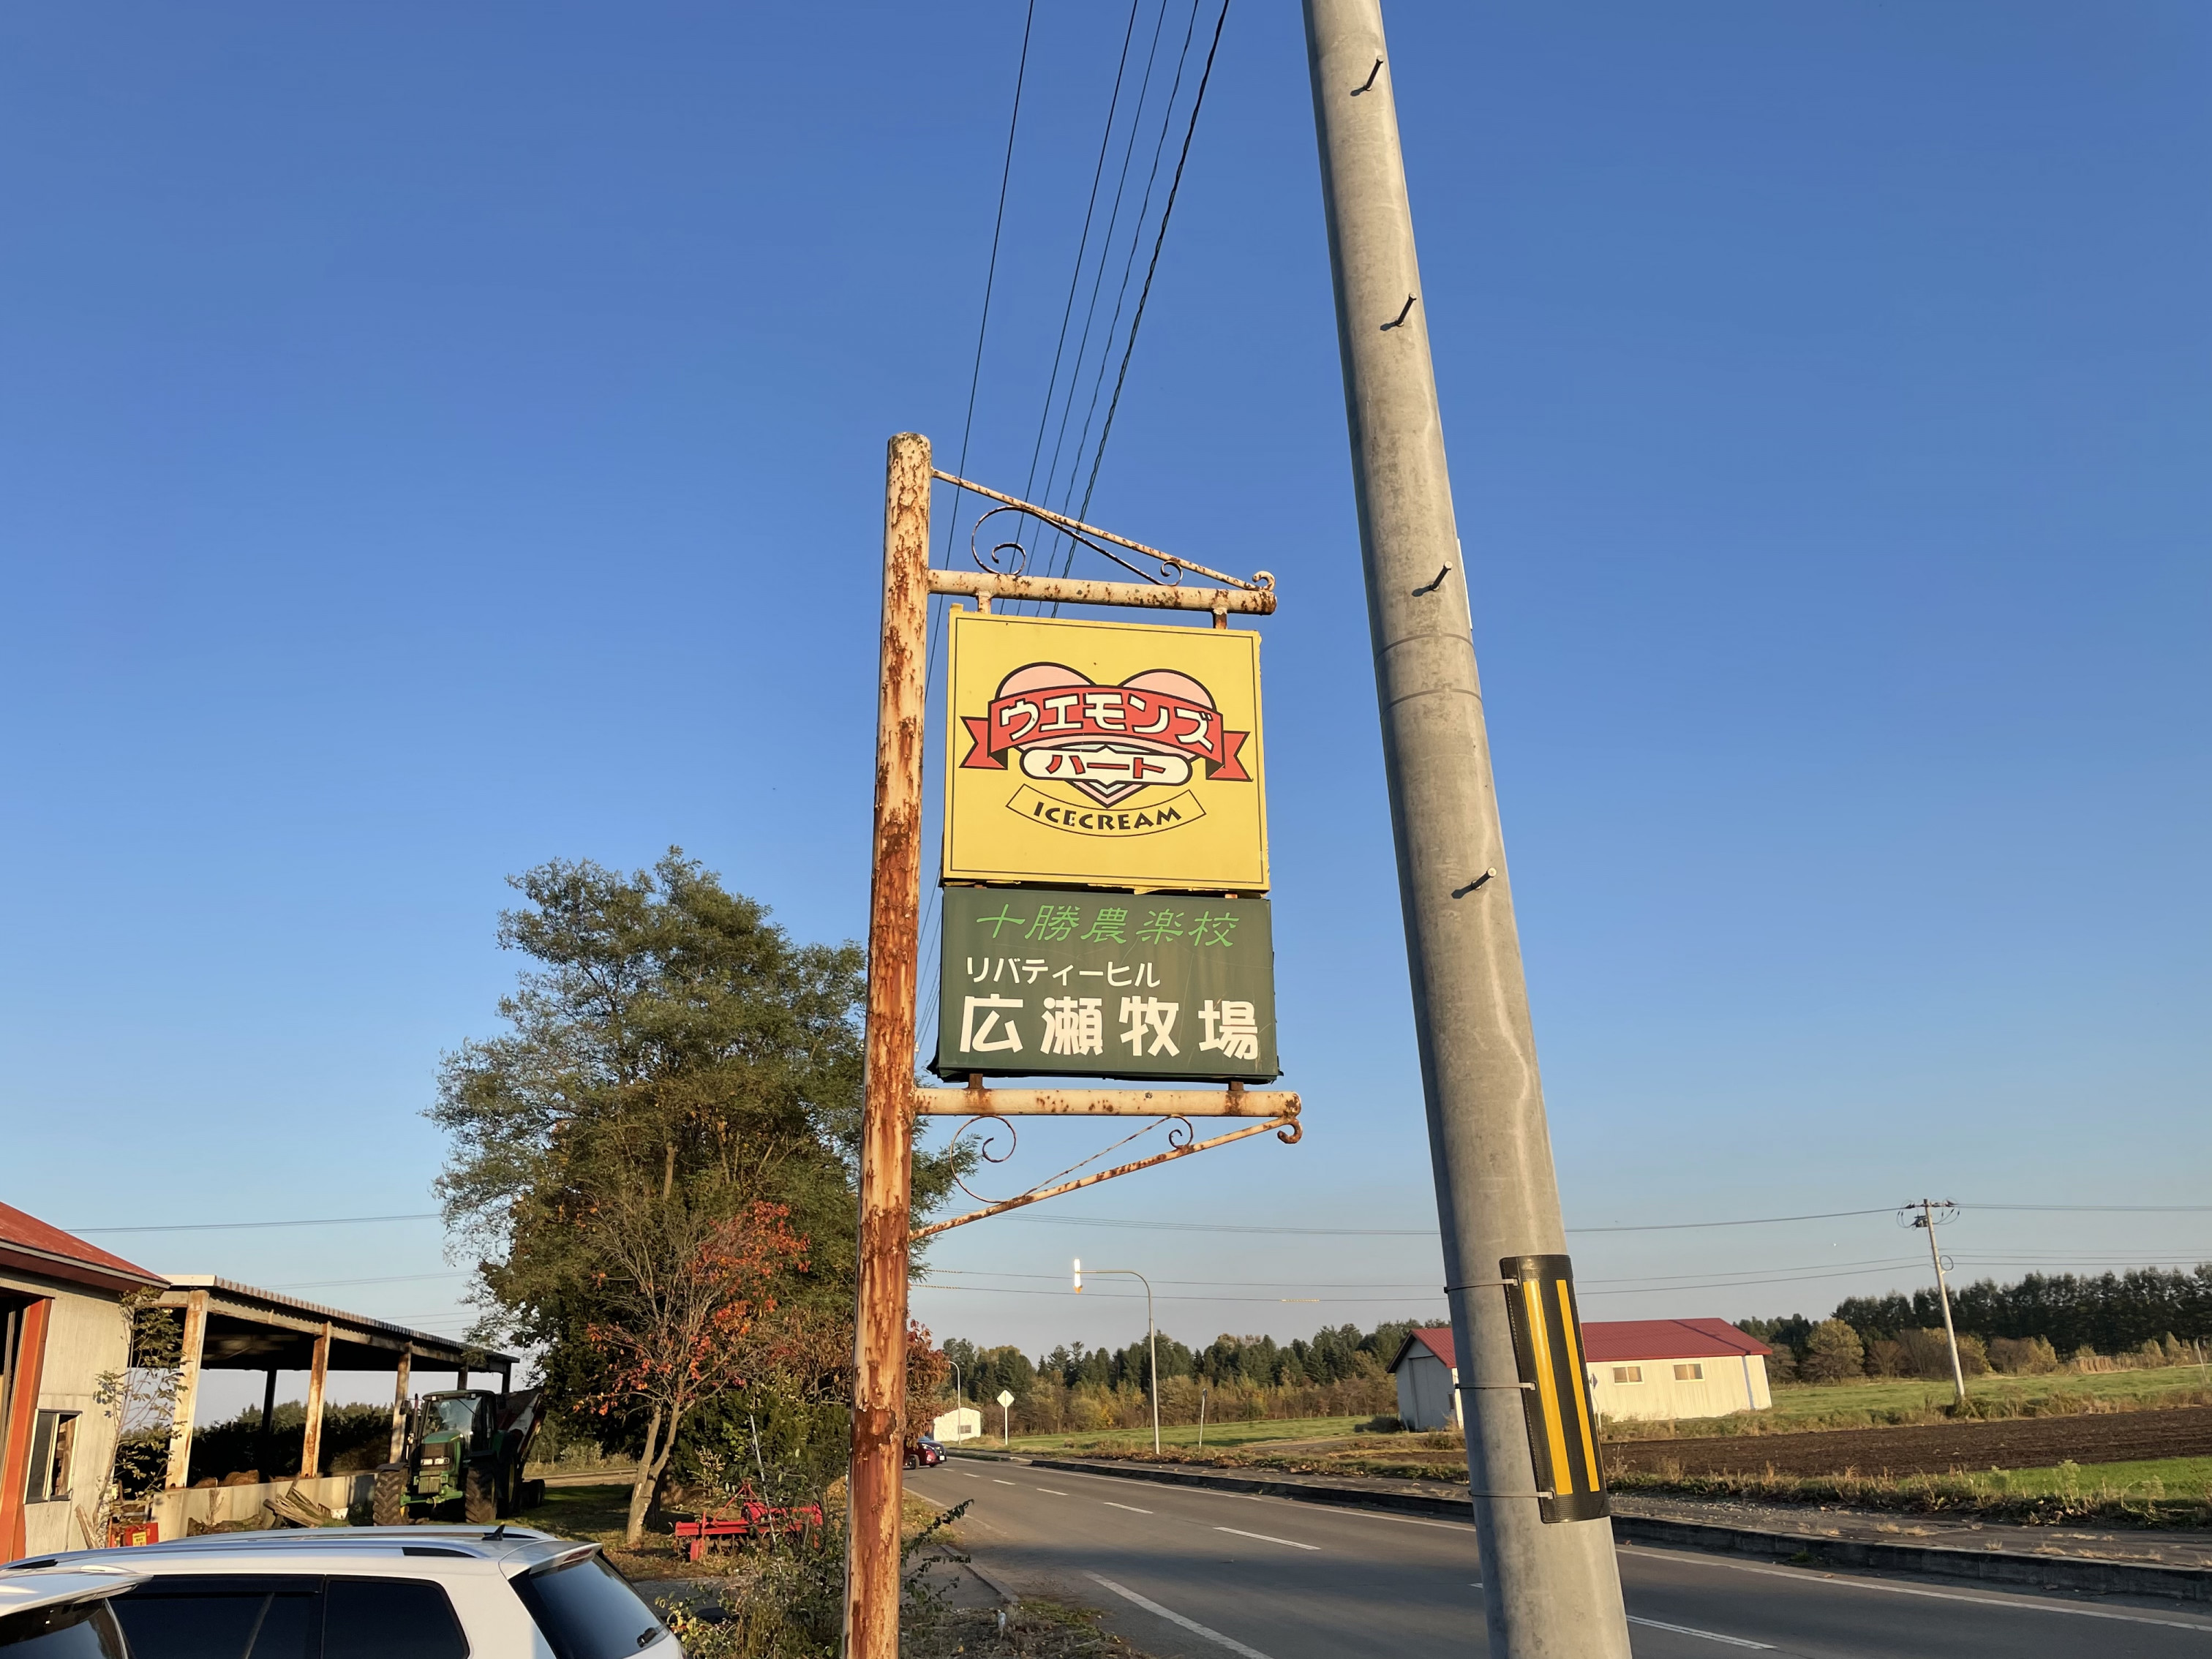 ウエモンズ
ハート
ICECREAM
十勝農楽校
リバティーヒル
広瀬牧場